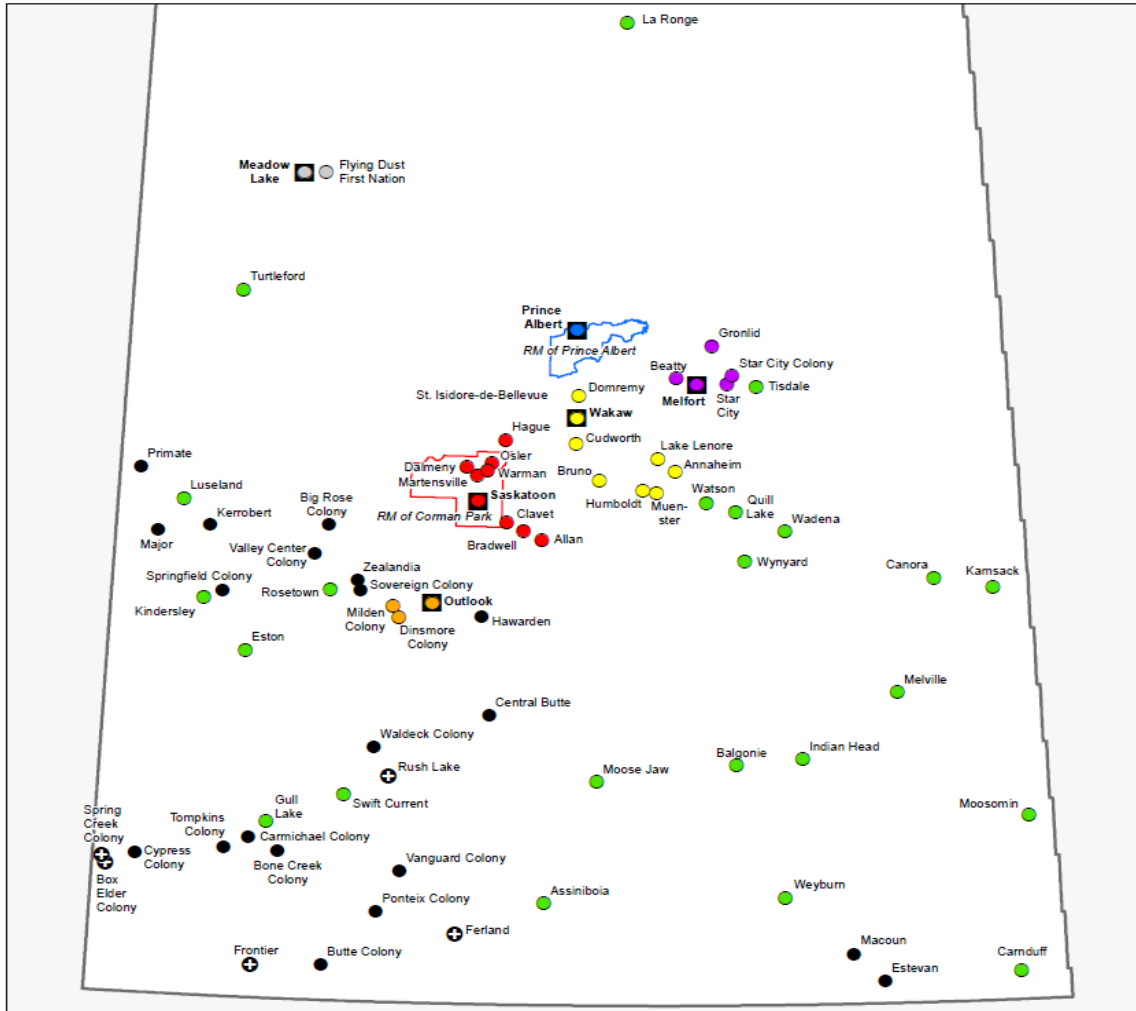 La Ronge
Meadow
Lake
Flying Dust
First Nation
Turtleford
Prince
Albert
RM of Prince Albert
Gronlid
Beatty
Star City Colony
Tisdale
Melfort
Star
City
St. Isidore-de-Bellevue
Domremy
Wakaw
Hague
Cudworth
Lake Lenore
Annaheim
Primate
Dalmeny
Osler
Martensville
Warman
Bruno
Luseland
Big Rose
Colony
Saskatoon
Humboldt
Muen-
ster
Watson
Quill
Lake
Kerrobert
RM of Corman Park
Clavet
Wadena
Major
Bradwell
Allan
Valley Center
Colony
Wynyard
Zealandia
Canora
Kamsack
Springfield Colony
Sovereign Colony
Rosetown
Kindersley
Outlook
Milden
Colony
Dinsmore
Colony
Hawarden
Eston
Melville
Central Butte
Waldeck Colony
Indian Head
Balgonie
Rush Lake
Moose Jaw
Swift Current
Gull
Lake
Moosomin
Spring
Creek
Colony
Tompkins
Colony
Carmichael Colony
Cypress
Colony
Bone Creek
Colony
Vanguard Colony
Box
Elder
Colony
Ponteix Colony
Assiniboia
Weyburn
Ferland
Frontier
Butte Colony
Macoun
Estevan
Carnduff